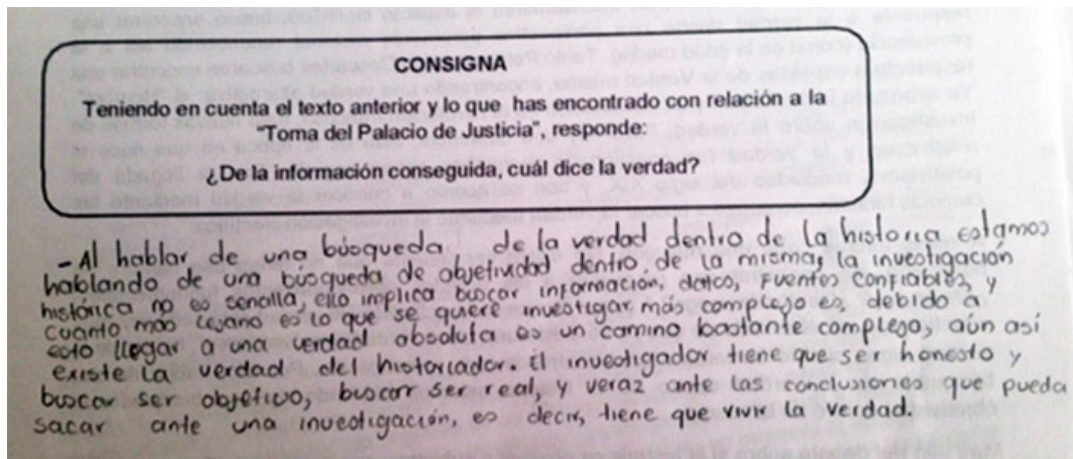 CONSIGNA
Teniendo en cuenta el texto anterior y lo que has encontrado con relación a la
"Toma del Palacio de Justicia", responde:
¿De la información conseguida, cuál dice la verdad?
- Al hablar de una búsqueda de la verdad dentro de la historia estamos
hablando de una búsqueda de objetividad dentro de la misma, la investigación
histórica no es sencilla, ello implica buscar información, datos, fuentes confiables, y
cuanto más lejano es lo que se quiere investigar más complejo es, debido a
esto llegar a una verdad absoluta es un camino bastante complejo, aún así
existe la verdad del historiador. El investigador tiene que ser honesto y
buscar ser objetivo, buscar ser real, y veraz ante las conclusiones que pueda
sacar ante una investigación, es decir, tiene que vivir la verdad.